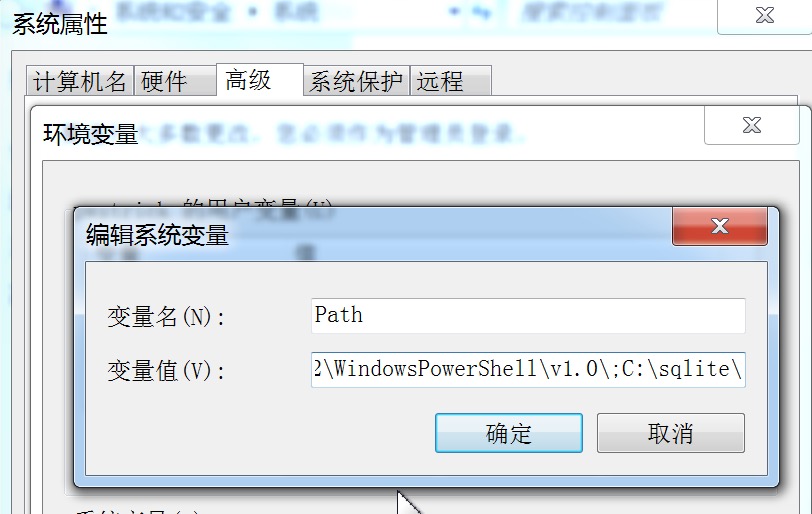 系统和安全 系统 搜索控制面板
系统属性
计算机名 硬件 高级 系统保护 远程
环境变量
大多数更改，您必须作为管理员登录。
的用户变量(U)
编辑系统变量
变量 值
变量名(N): Path
变量值(V): 2\WindowsPowerShell\v1.0\;C:\sqlite\
确定 取消